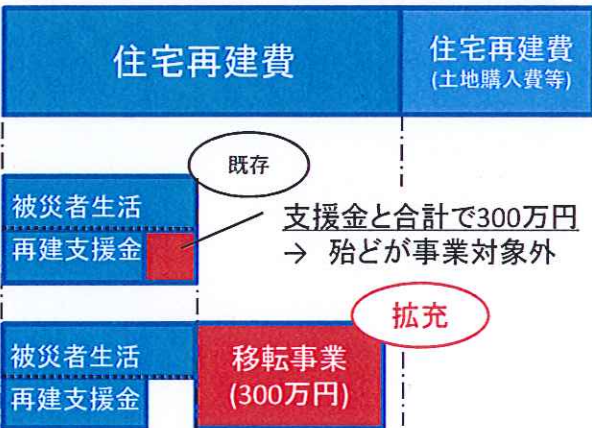 住宅再建費
住宅再建費
(土地購入費等)
既存
被災者生活
再建支援金
支援金と合計で300万円
→ 殆どが事業対象外
拡充
被災者生活
再建支援金
移転事業
(300万円)